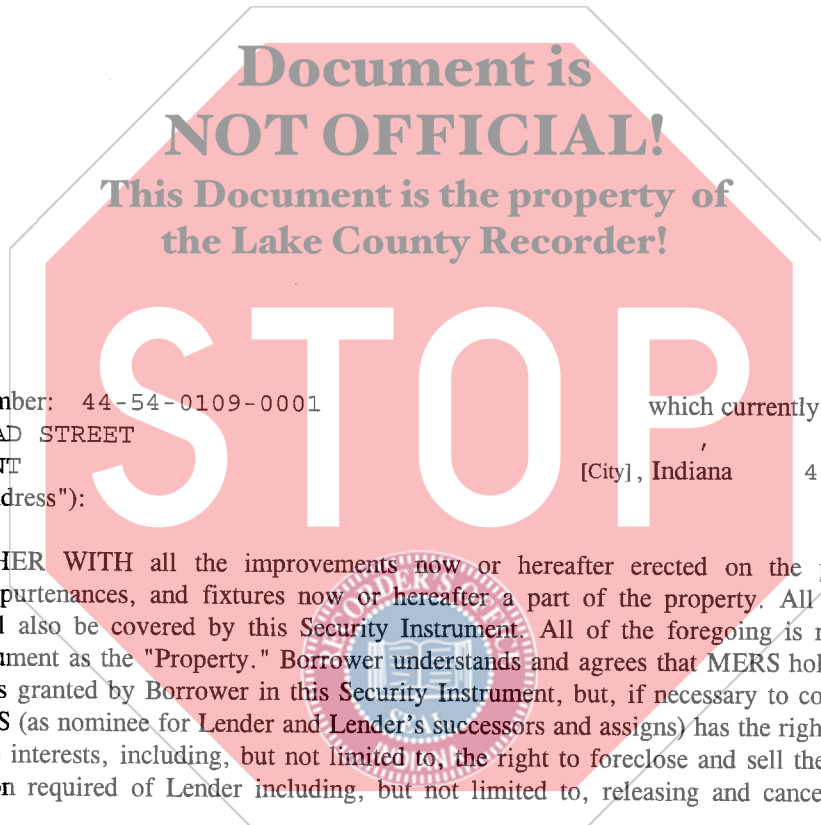 Document is
NOT OFFICIAL!
This Document is the property of
the Lake County Recorder!
STOP
mber: 44-54-0109-0001 which currently
AD STREET ,
NT [City], Indiana 4
dress"):
HER WITH all the improvements now or hereafter erected on the p
purtenances, and fixtures now or hereafter a part of the property. All
l also be covered by this Security Instrument. All of the foregoing is r
ument as the "Property." Borrower understands and agrees that MERS hol
s granted by Borrower in this Security Instrument, but, if necessary to co
S (as nominee for Lender and Lender's successors and assigns) has the righ
e interests, including, but not limited to, the right to foreclose and sell the
on required of Lender including, but not limited to, releasing and cance
RECORDER'S OFFICE
SEAL
INDIANA